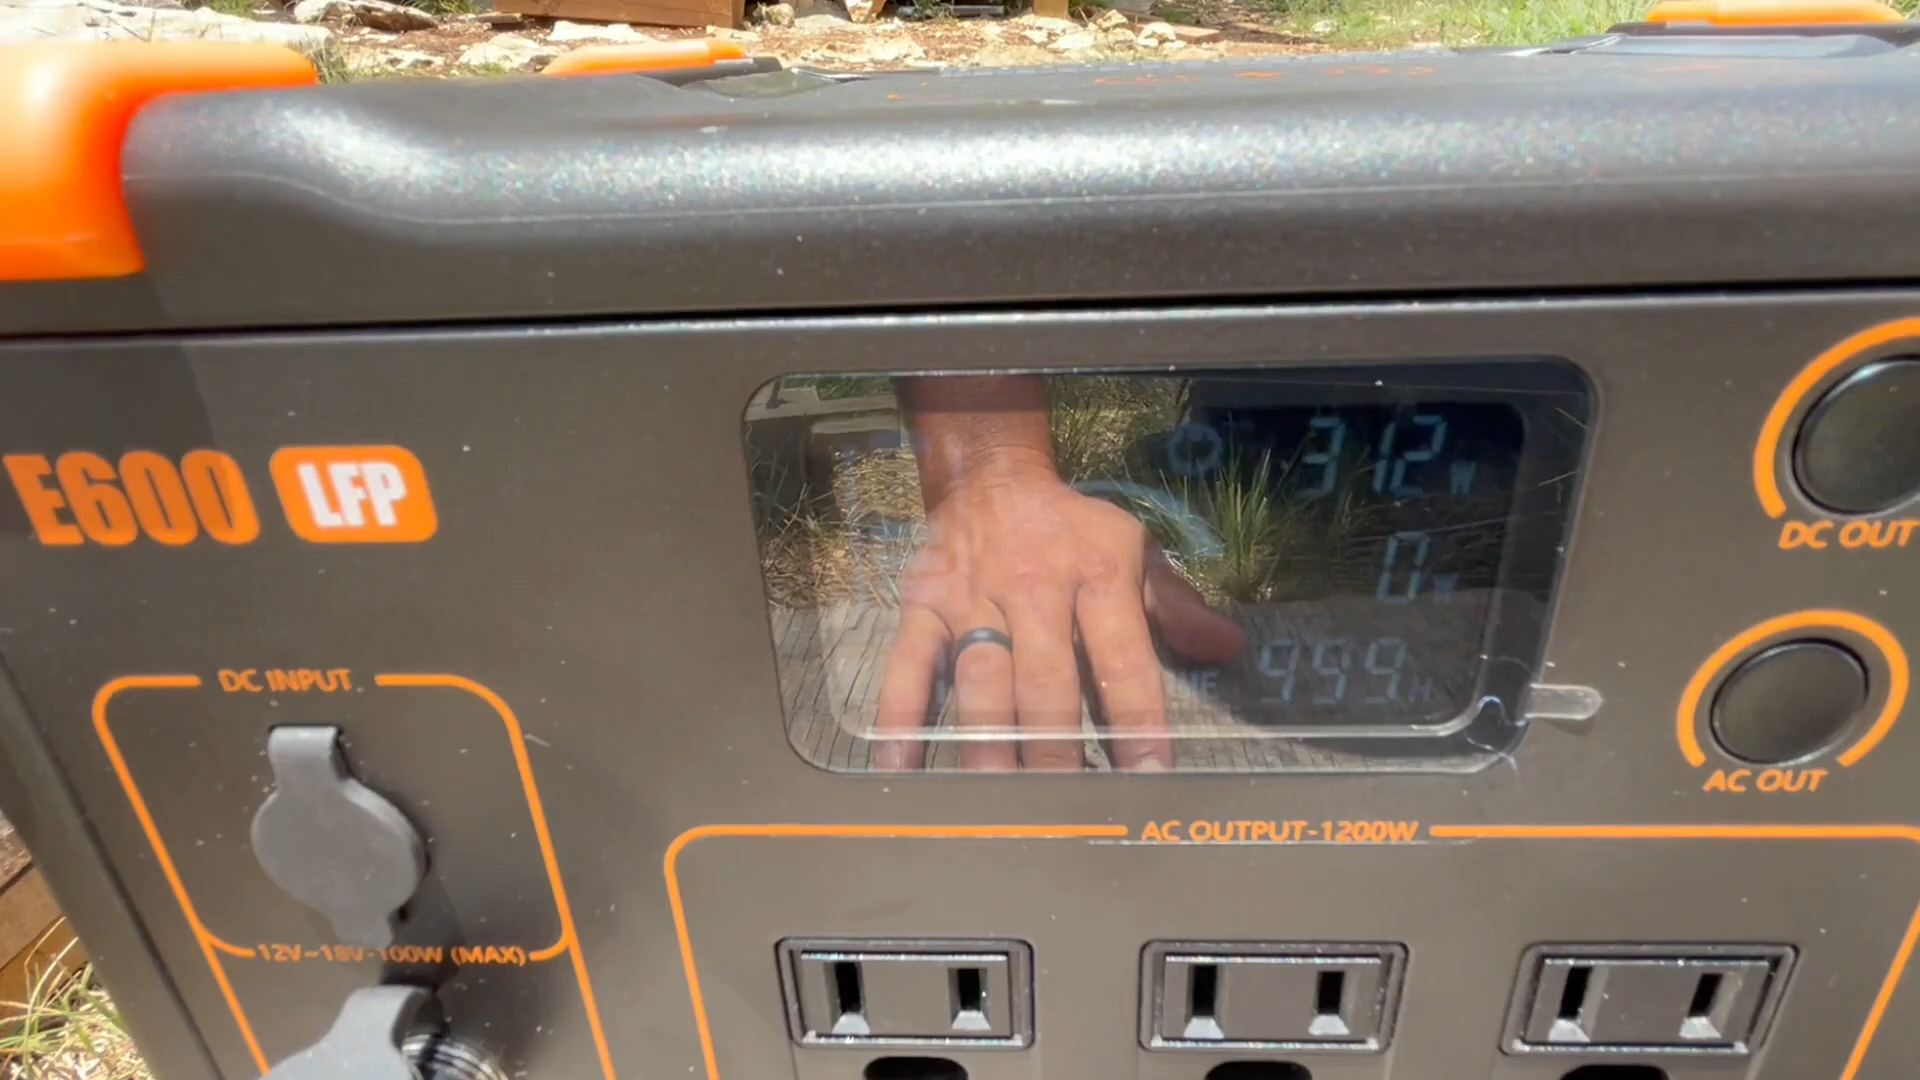 E600 LFP
312 W
0 W
999 H
DC OUT
AC OUT
DC INPUT
12V~18V-100W (MAX)
AC OUTPUT-1200W